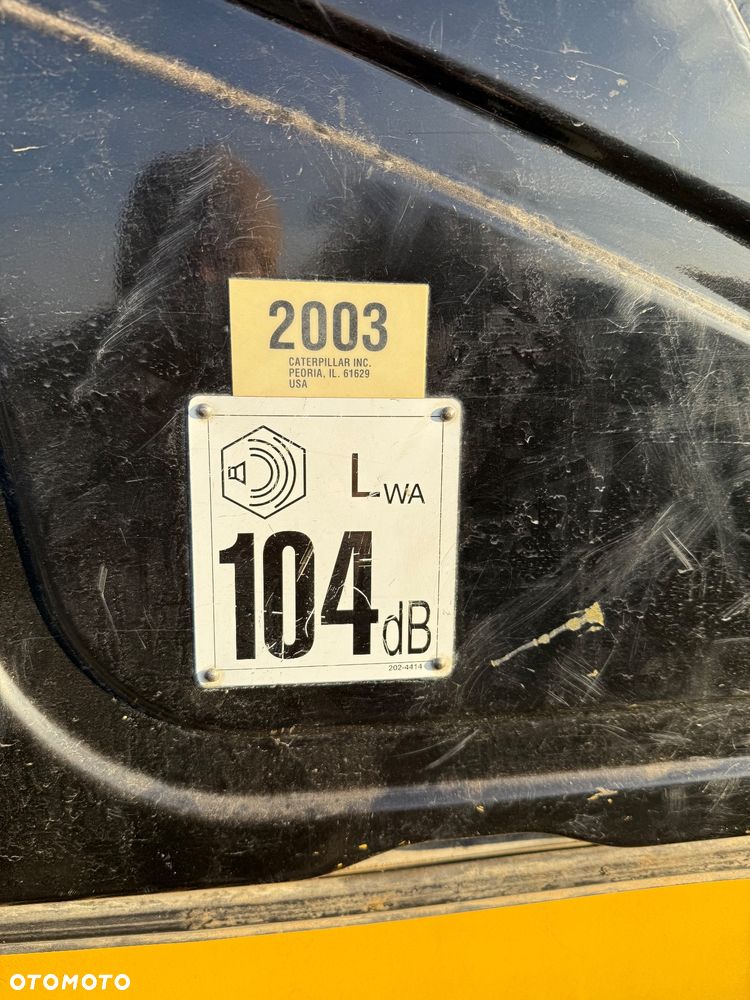 2003
CATERPILLAR INC.
PEORIA, IL. 61629
USA
LWA
104dB
202-4414
OTOMOTO